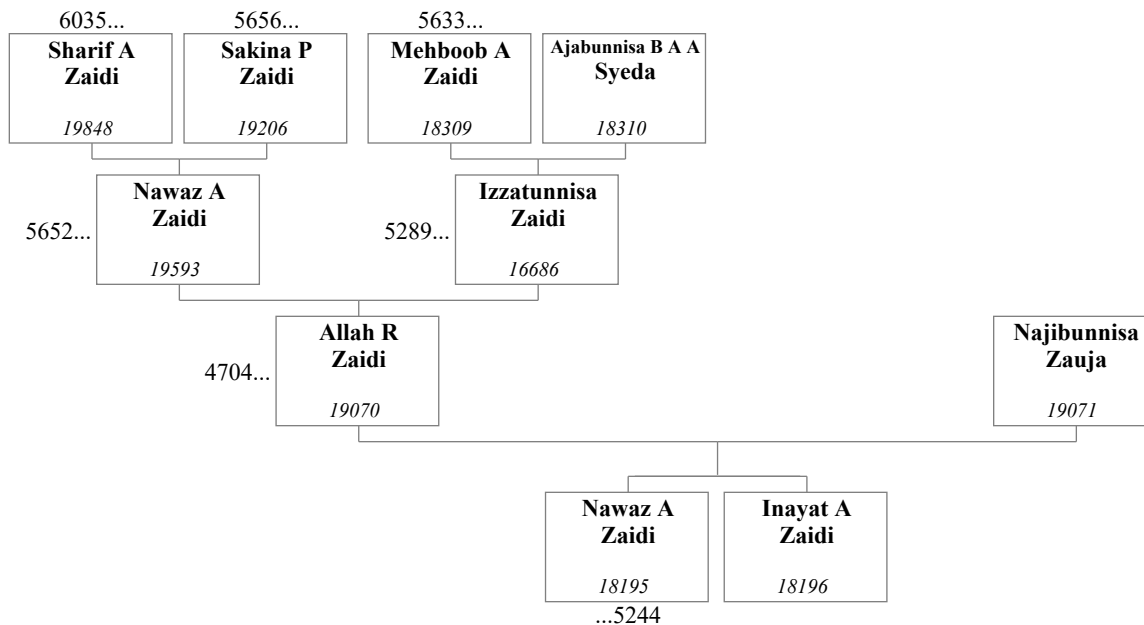 6035... 5656... 5633...
Sharif A Sakina P Mehboob A Ajabunnisa B A A
Zaidi Zaidi Zaidi Syeda
19848 19206 18309 18310
Nawaz A Izzatunnisa
Zaidi Zaidi
5652... 5289...
19593 16686
Allah R Najibunnisa
Zaidi Zauja
4704...
19070 19071
Nawaz A Inayat A
Zaidi Zaidi
18195 18196
...5244